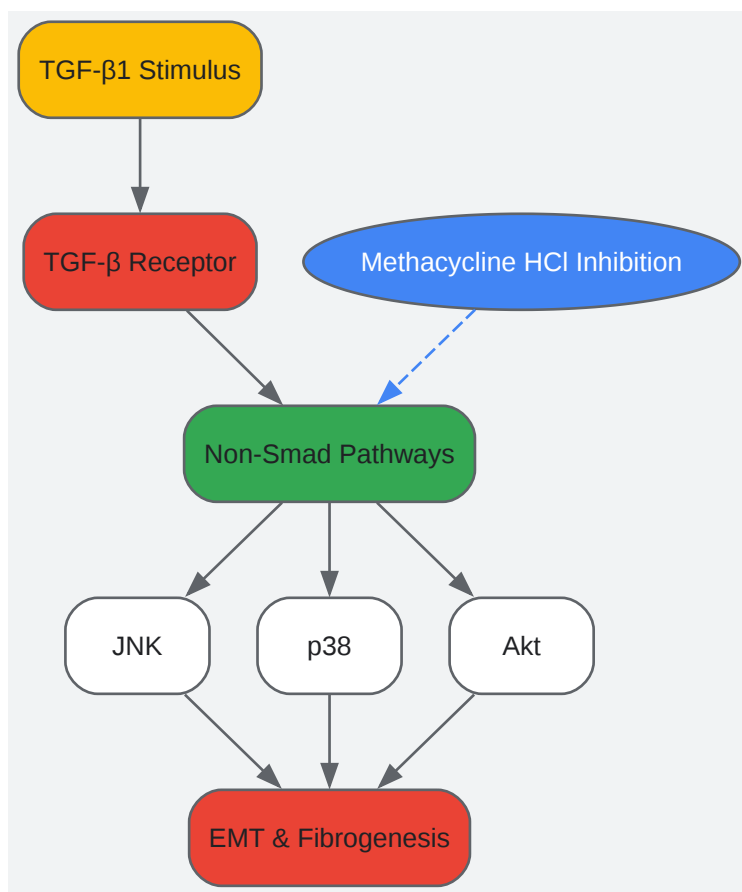 TGF-β1 Stimulus
TGF-β Receptor
Methacycline HCl Inhibition
Non-Smad Pathways
JNK
p38
Akt
EMT & Fibrogenesis